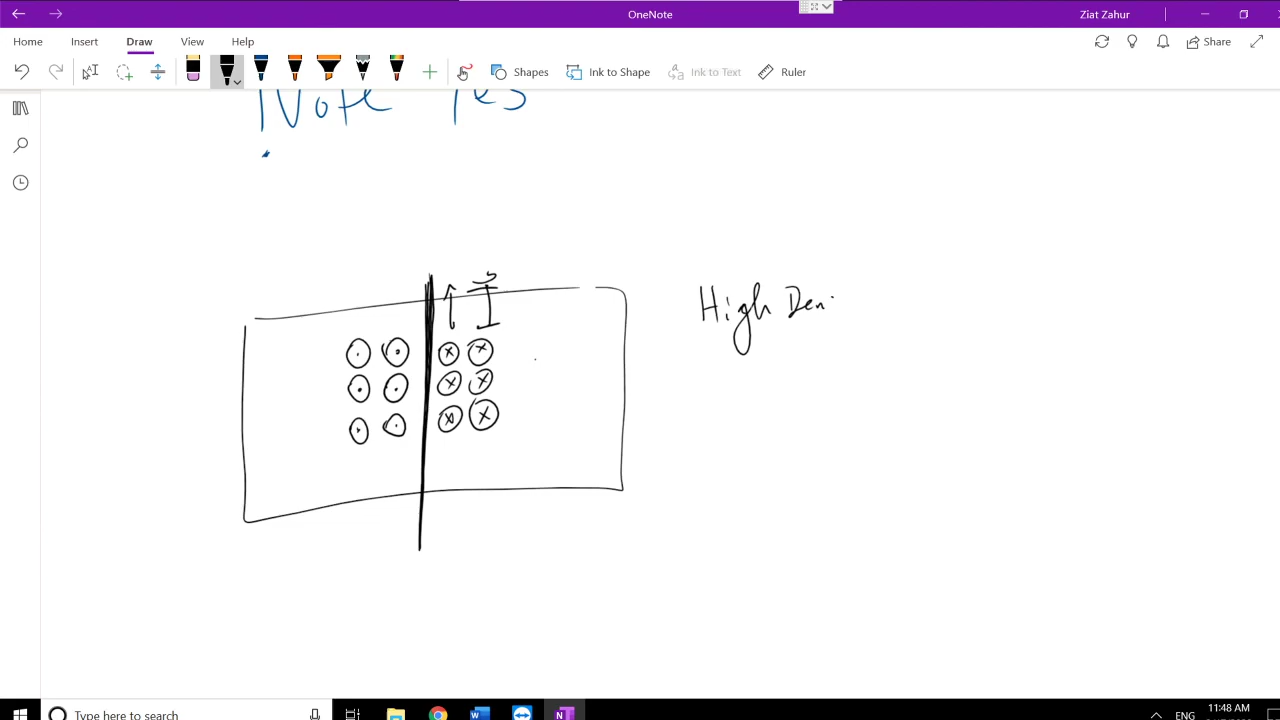 OneNote
Ziat Zahur
Home Insert Draw View Help
Share
Shapes Ink to Shape Ink to Text Ruler
Note
I
High Den
Type here to search
ENG
11:48 AM